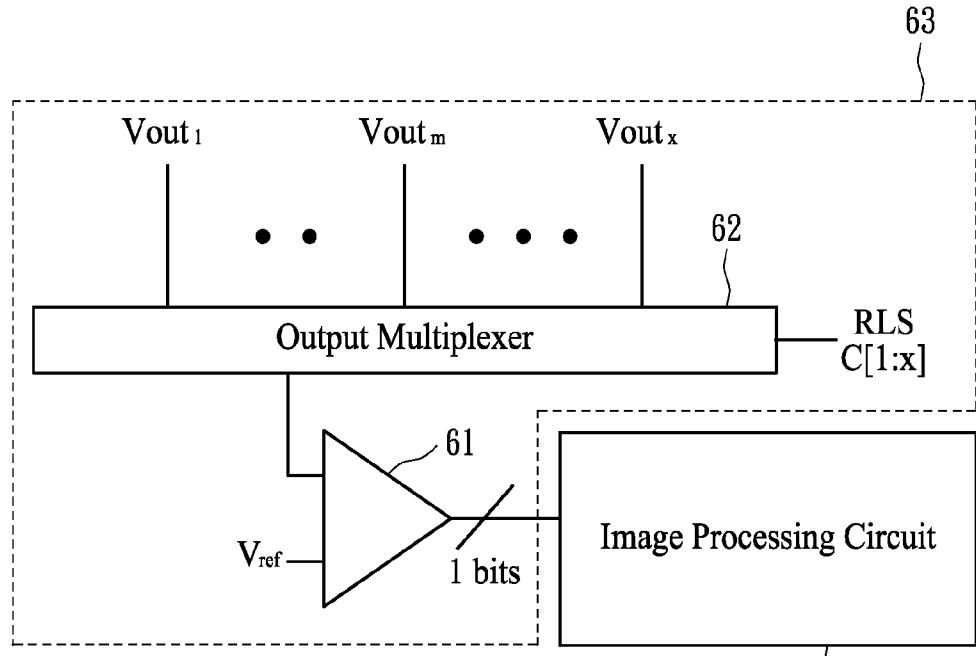 63
Vout1 Voutm Voutx
62
Output Multiplexer
RLS
C[1:x]
61
Vref
1 bits
Image Processing Circuit